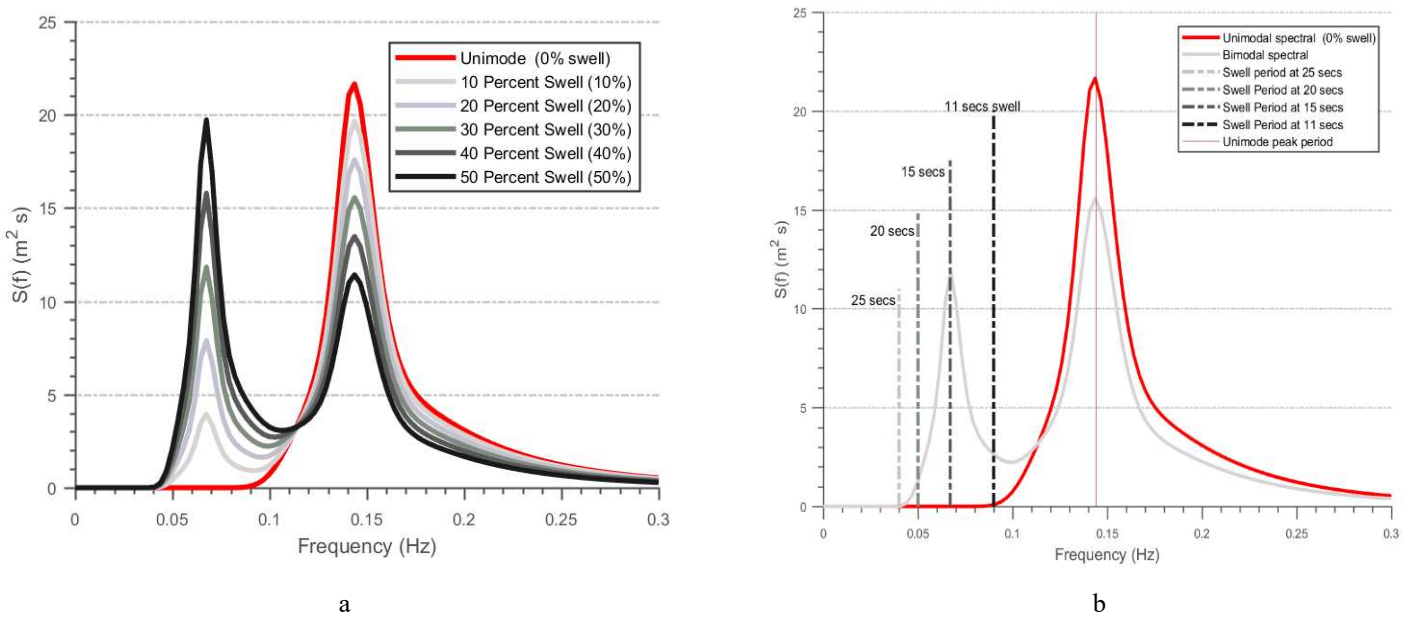 25
20
15
10
5
0
S(f) (m² s)
Unimode (0% swell)
10 Percent Swell (10%)
20 Percent Swell (20%)
30 Percent Swell (30%)
40 Percent Swell (40%)
50 Percent Swell (50%)
0 0.05 0.1 0.15 0.2 0.25 0.3
Frequency (Hz)
a
25
20
15
10
5
0
S(f) (m² s)
Unimodal spectral (0% swell)
Bimodal spectral
Swell period at 25 secs
Swell period at 20 secs
Swell Period at 15 secs
Swell Period at 11 secs
Unimode peak period
11 secs swell
15 secs
20 secs
25 secs
0 0.05 0.1 0.15 0.2 0.25 0.3
Frequency (Hz)
b